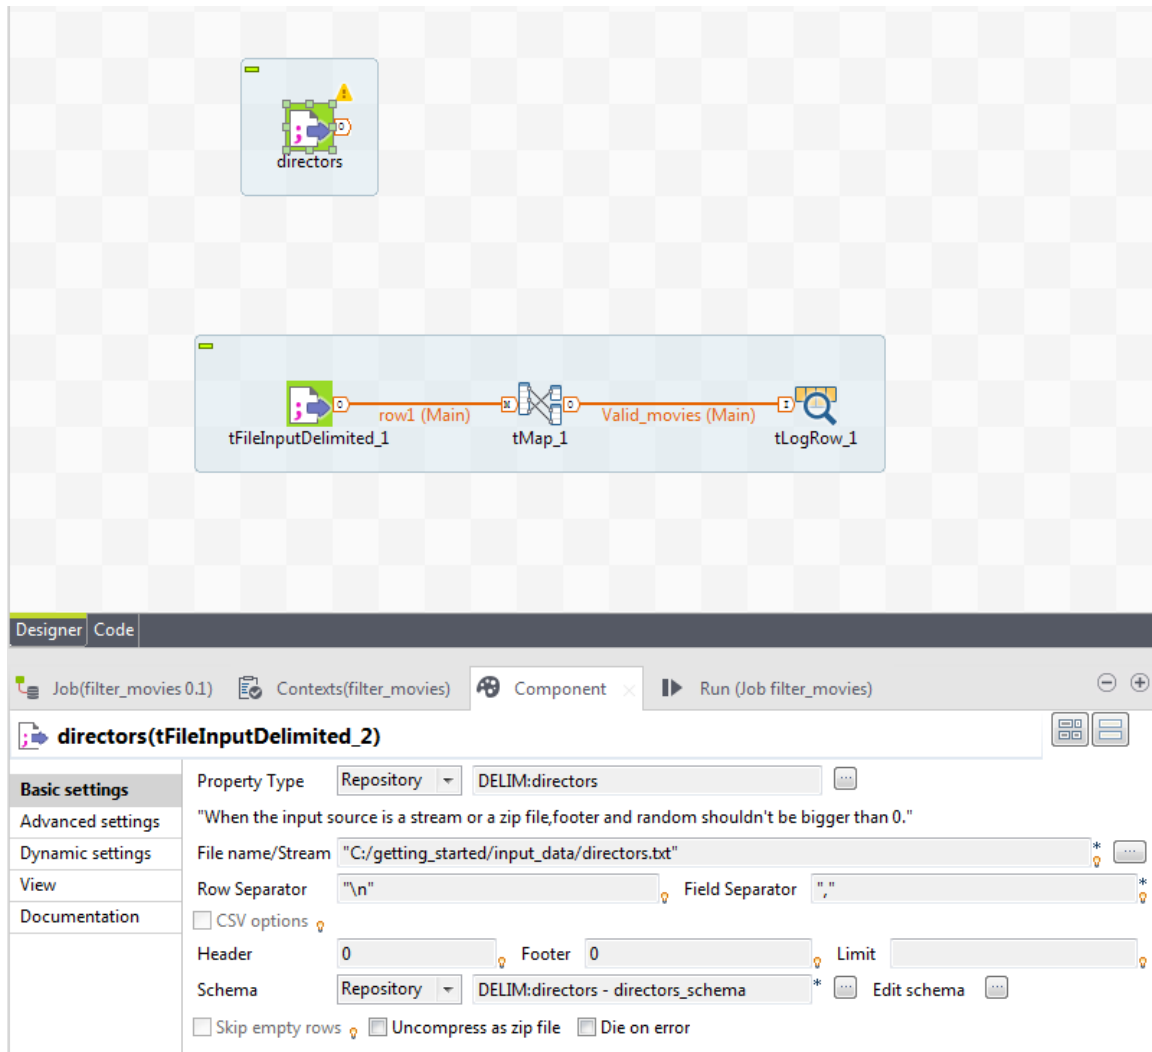 directors
row1 (Main)
Valid_movies (Main)
tFileInputDelimited_1
tMap_1
tLogRow_1
Designer Code
Job(filter_movies 0.1) Contexts(filter_movies) Component Run (Job filter_movies)
directors(tFileInputDelimited_2)
Basic settings
Advanced settings
Dynamic settings
View
Documentation
Property Type Repository DELIM:directors ...
"When the input source is a stream or a zip file,footer and random shouldn't be bigger than 0."
File name/Stream "C:/getting_started/input_data/directors.txt" * ...
Row Separator "\n" Field Separator "," *
CSV options
Header 0 Footer 0 Limit
Schema Repository DELIM:directors - directors_schema * ... Edit schema ...
Skip empty rows Uncompress as zip file Die on error